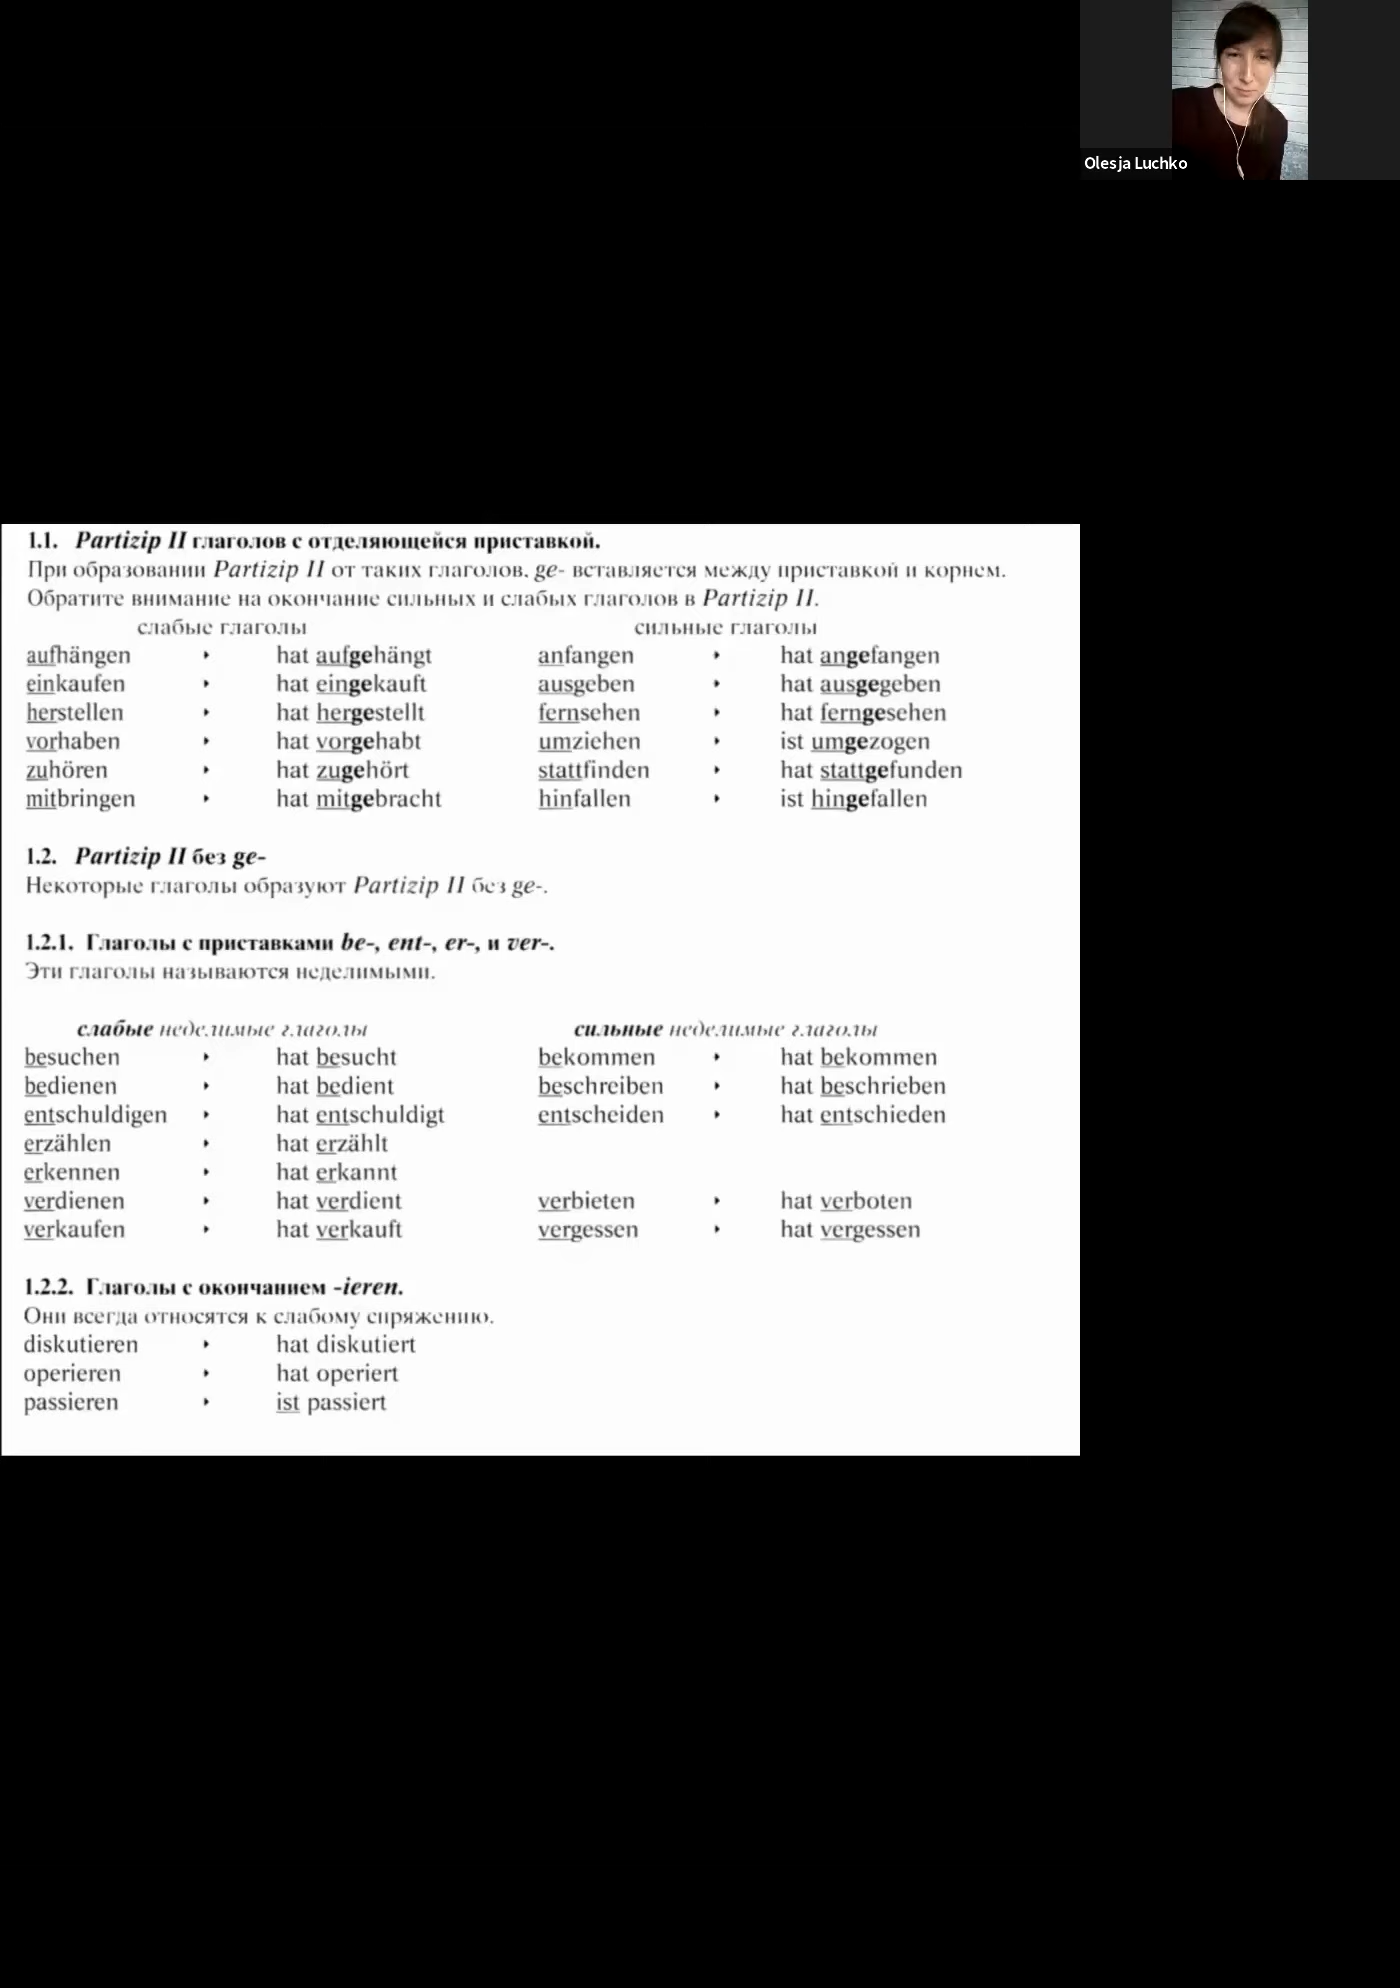 Olesja Luchko
1.1. Partizip II глаголов с отделяющейся приставкой.
При образовании Partizip II от таких глаголов, ge- вставляется между приставкой и корнем.
Обратите внимание на окончание сильных и слабых глаголов в Partizip II.
слабые глаголы сильные глаголы
aufhängen ‣ hat aufgehängt anfangen ‣ hat angefangen
einkaufen ‣ hat eingekauft ausgeben ‣ hat ausgegeben
herstellen ‣ hat hergestellt fernsehen ‣ hat ferngesehen
vorhaben ‣ hat vorgehabt umziehen ‣ ist umgezogen
zuhören ‣ hat zugehört stattfinden ‣ hat stattgefunden
mitbringen ‣ hat mitgebracht hinfallen ‣ ist hingefallen
1.2. Partizip II без ge-
Некоторые глаголы образуют Partizip II без ge-.
1.2.1. Глаголы с приставками be-, ent-, er-, и ver-.
Эти глаголы называются неделимыми.
слабые неделимые глаголы сильные неделимые глаголы
besuchen ‣ hat besucht bekommen ‣ hat bekommen
bedienen ‣ hat bedient beschreiben ‣ hat beschrieben
entschuldigen ‣ hat entschuldigt entscheiden ‣ hat entschieden
erzählen ‣ hat erzählt
erkennen ‣ hat erkannt
verdienen ‣ hat verdient verbieten ‣ hat verboten
verkaufen ‣ hat verkauft vergessen ‣ hat vergessen
1.2.2. Глаголы с окончанием -ieren.
Они всегда относятся к слабому спряжению.
diskutieren ‣ hat diskutiert
operieren ‣ hat operiert
passieren ‣ ist passiert